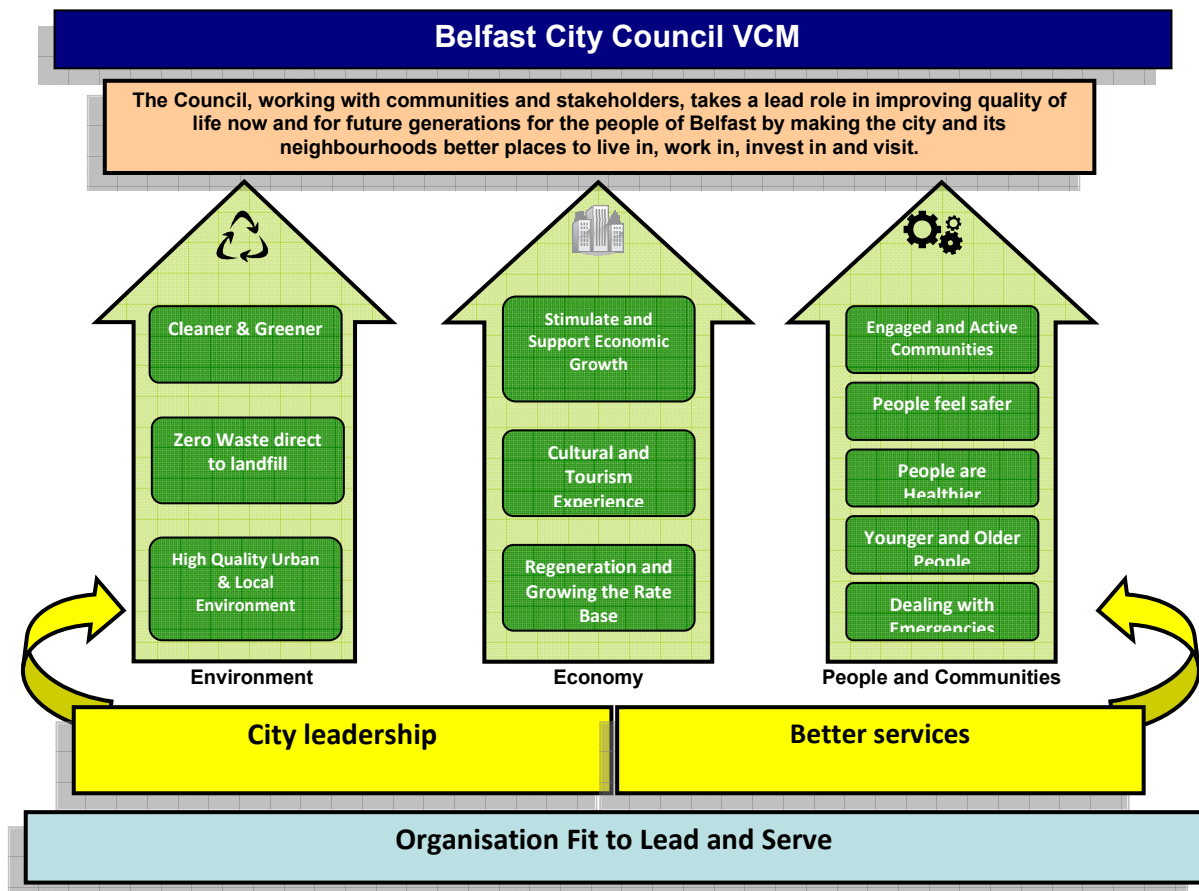 Belfast City Council VCM
The Council, working with communities and stakeholders, takes a lead role in improving quality of
life now and for future generations for the people of Belfast by making the city and its
neighbourhoods better places to live in, work in, invest in and visit.
Cleaner & Greener
Zero Waste direct
to landfill
High Quality Urban
& Local
Environment
Environment
Stimulate and
Support Economic
Growth
Cultural and
Tourism
Experience
Regeneration and
Growing the Rate
Base
Economy
Engaged and Active
Communities
People feel safer
People are
Healthier
Younger and Older
People
Dealing with
Emergencies
People and Communities
City leadership
Better services
Organisation Fit to Lead and Serve